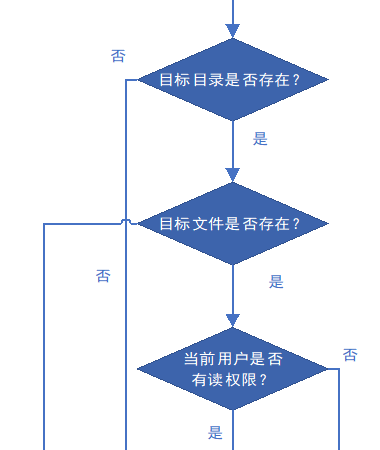 否
目标目录是否存在？
是
目标文件是否存在？
否
是
当前用户是否
有读权限？
否
是